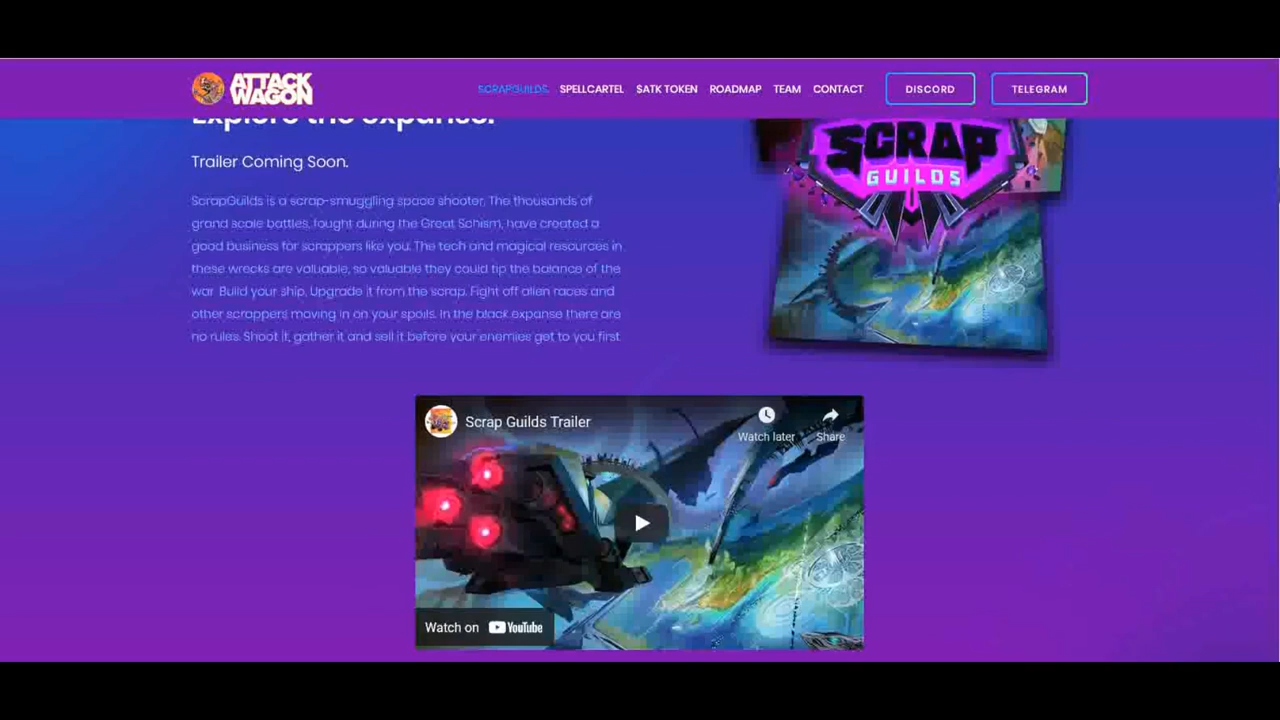 ATTACK
WAGON
SCRAPGUILDS SPELLCARTEL $ATK TOKEN ROADMAP TEAM CONTACT DISCORD TELEGRAM
Explore the expanse.
Trailer Coming Soon.
ScrapGuilds is a scrap-smuggling space shooter. The thousands of
grand scale battles, fought during the Great Schism, have created a
good business for scrappers like you. The tech and magical resources in
these wrecks are valuable, so valuable they could tip the balance of the
war. Build your ship. Upgrade it from the scrap. Fight off alien races and
other scrappers moving in on your spoils. In the black expanse there are
no rules. Shoot it, gather it and sell it before your enemies get to you first.
SCRAP
GUILDS
Scrap Guilds Trailer
Watch later Share
Watch on YouTube